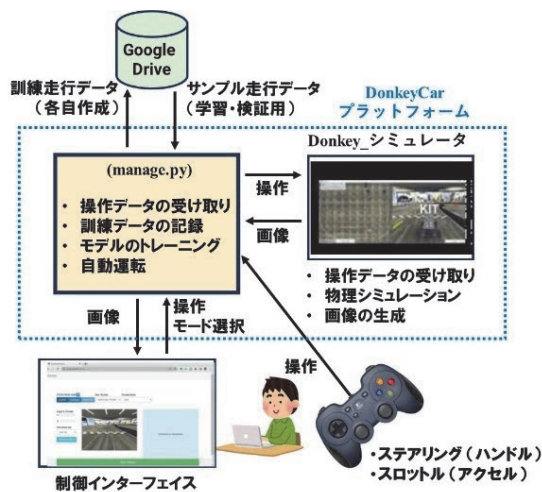 Google
Drive
訓練走行データ
(各自作成)
サンプル走行データ
(学習・検証用)
DonkeyCar
プラットフォーム
Donkey_シミュレータ
(manage.py)
・ 操作データの受け取り
・ 訓練データの記録
・ モデルのトレーニング
・ 自動運転
操作
画像
KIT
・ 操作データの受け取り
・ 物理シミュレーション
・ 画像の生成
画像
操作
モード選択
操作
制御インターフェイス
・ステアリング(ハンドル)
・スロットル(アクセル)